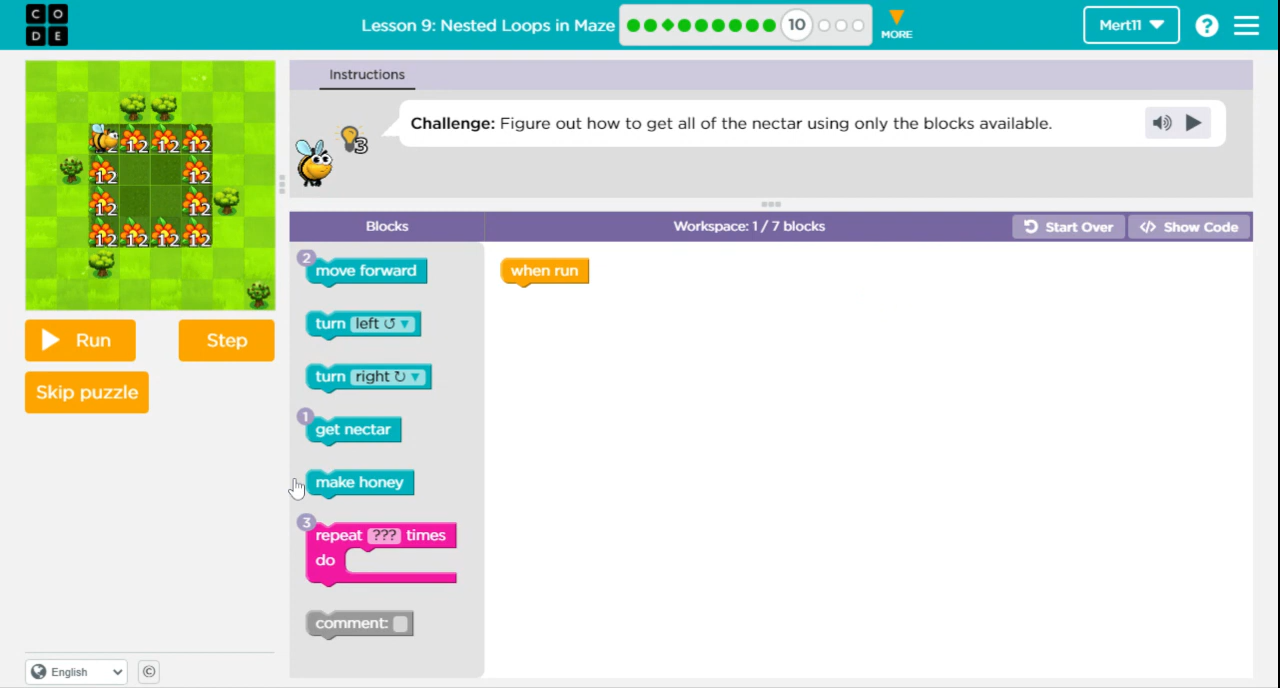 C O
D E
Lesson 9: Nested Loops in Maze
10
MORE
Mert11
?
Instructions
3
Challenge: Figure out how to get all of the nectar using only the blocks available.
2 12 12 12
12 12
12 12
12 12 12 12
Blocks
Workspace: 1 / 7 blocks
Start Over
</> Show Code
2
move forward
when run
turn left
turn right
1
get nectar
make honey
3
repeat ??? times
do
comment:
Run
Step
Skip puzzle
English
©